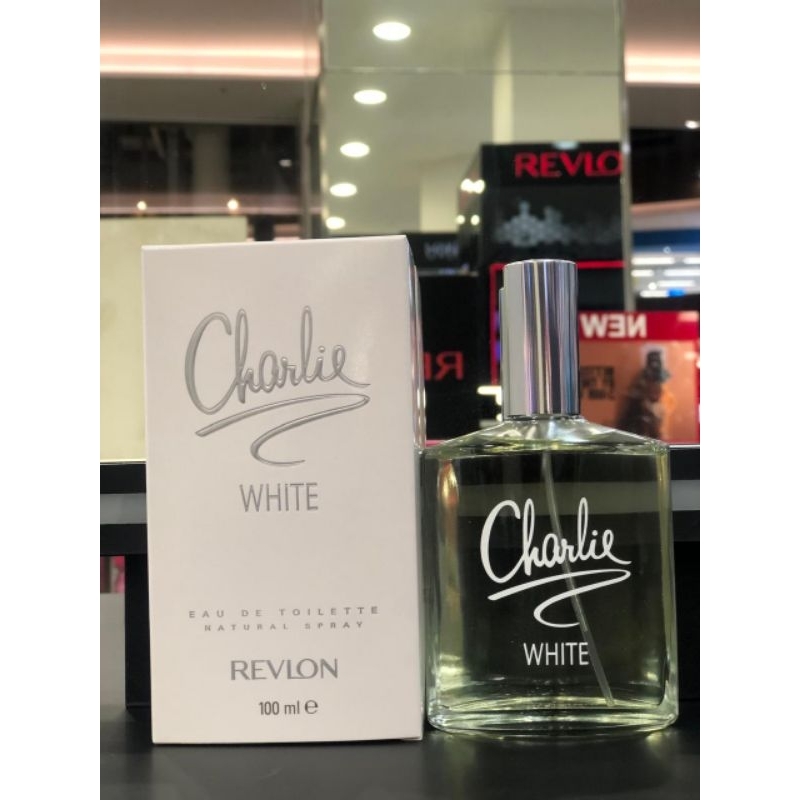 REVLO
NEW
Charlie
WHITE
EAU DE TOILETTE
NATURAL SPRAY
REVLON
100 ml e
Charlie
WHITE